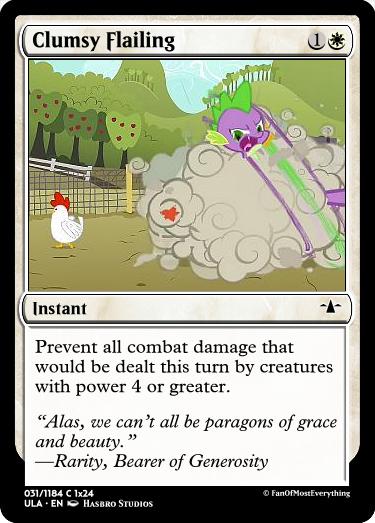 Clumsy Flailing 1
Instant
Prevent all combat damage that
would be dealt this turn by creatures
with power 4 or greater.
“Alas, we can’t all be paragons of grace
and beauty.”
—Rarity, Bearer of Generosity
031/1184 C 1x24
ULA • EN Hasbro Studios © FanOfMostEverything